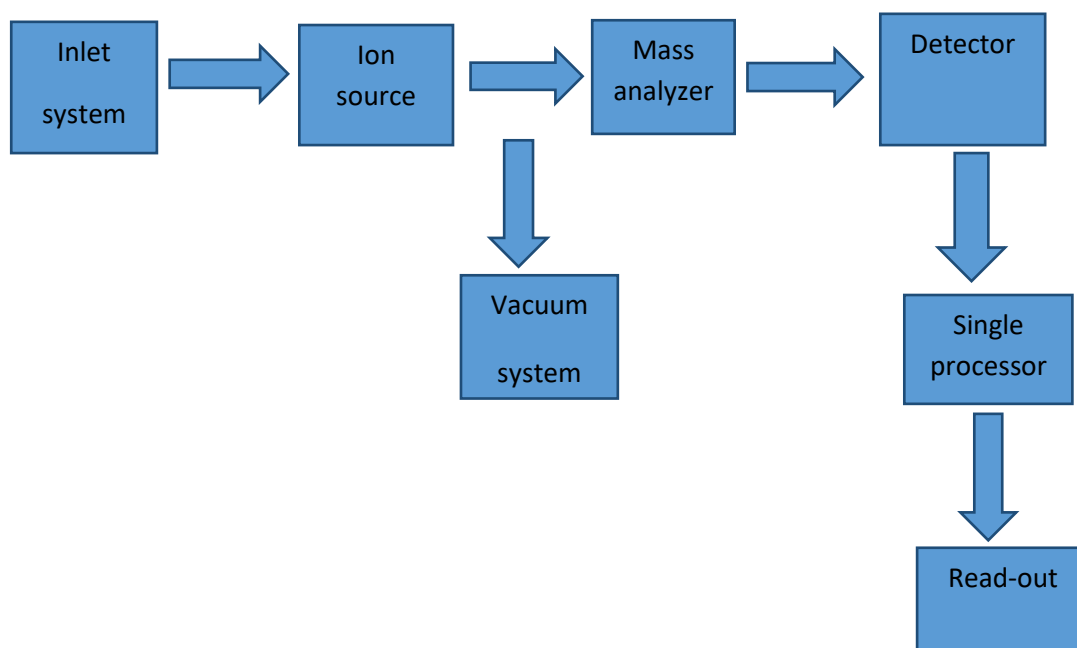 Inlet
system
Ion
source
Mass
analyzer
Detector
Vacuum
system
Single
processor
Read-out